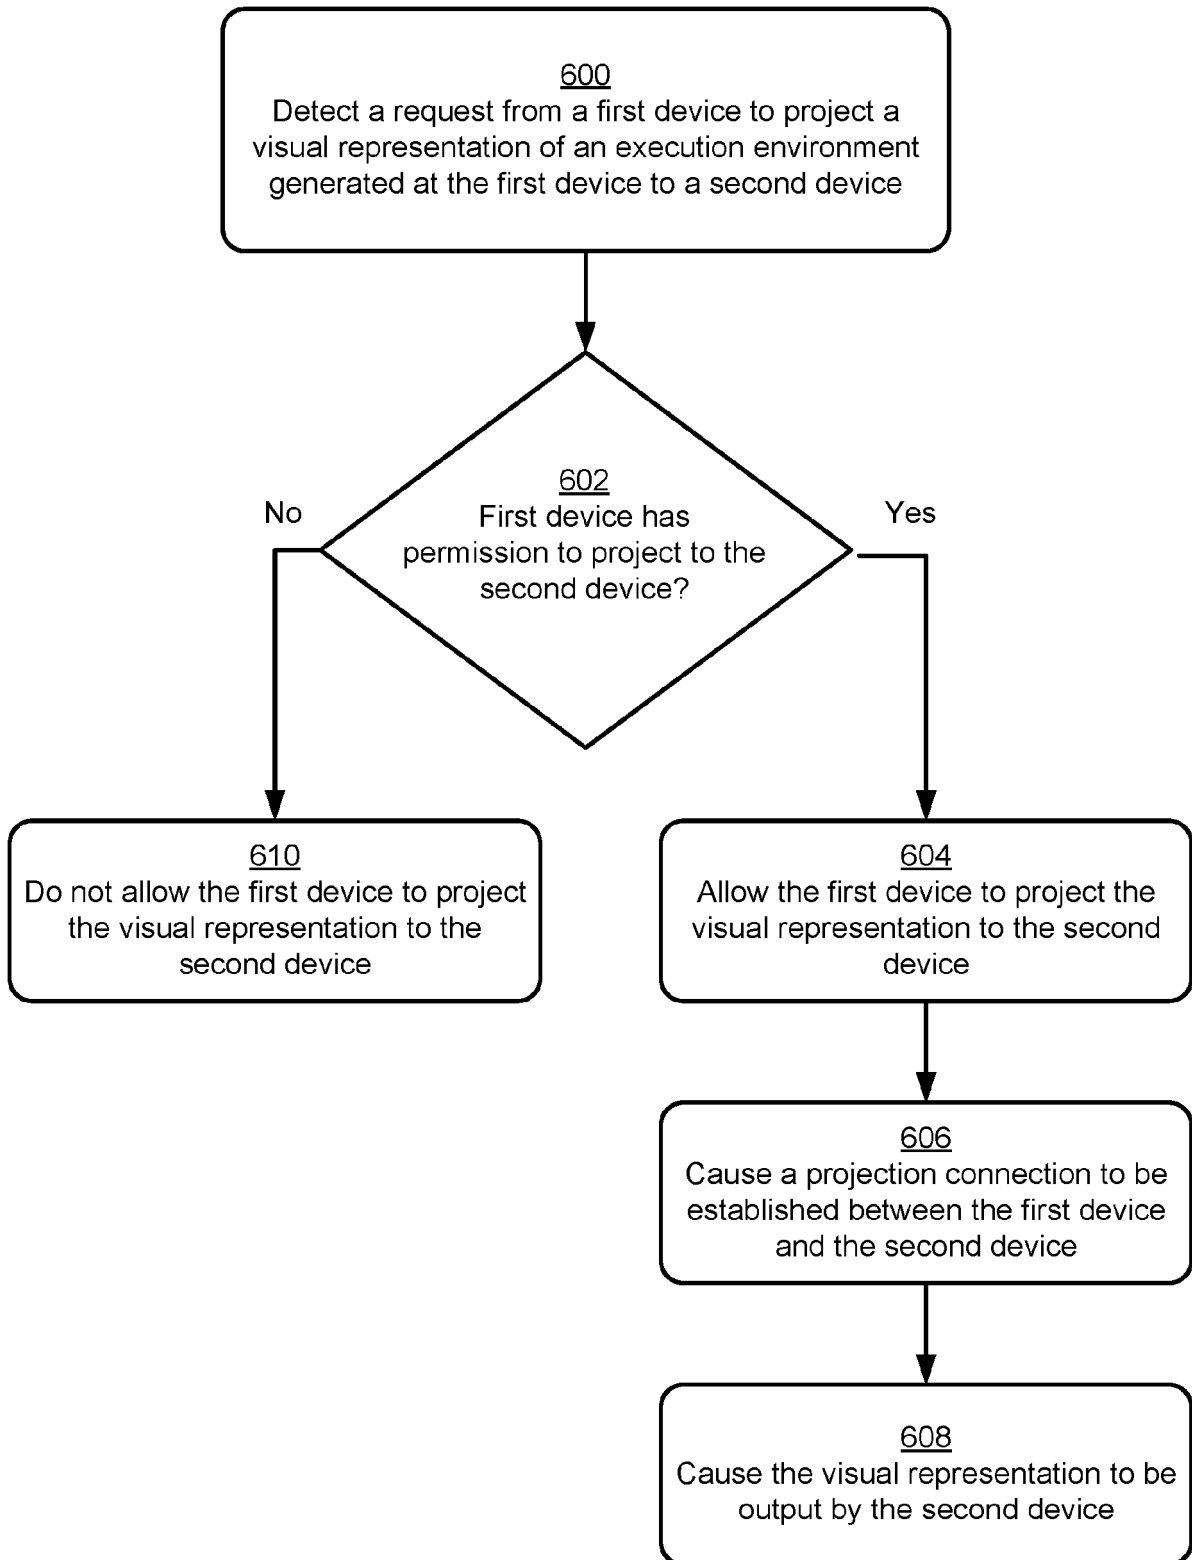 600
Detect a request from a first device to project a
visual representation of an execution environment
generated at the first device to a second device
602
First device has
permission to project to the
second device?
No
Yes
610
Do not allow the first device to project
the visual representation to the
second device
604
Allow the first device to project the
visual representation to the second
device
606
Cause a projection connection to be
established between the first device
and the second device
608
Cause the visual representation to be
output by the second device